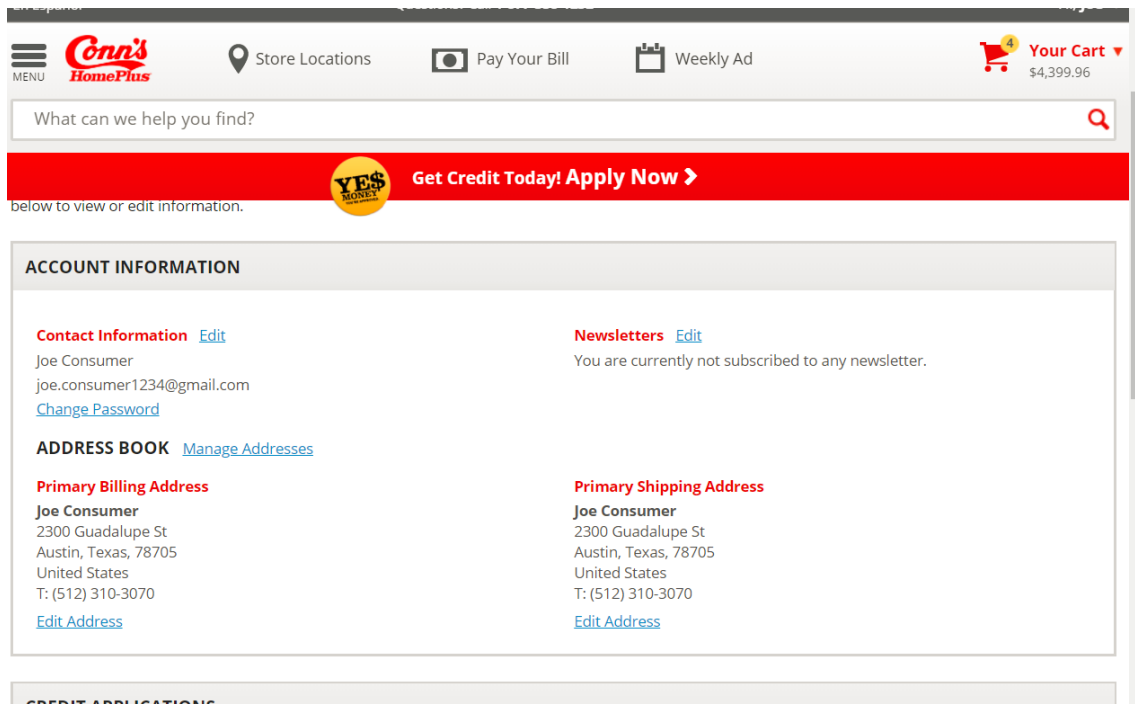 En Español
MENU
Conn's
HomePlus
Store Locations
Pay Your Bill
Weekly Ad
4
Your Cart
$4,399.96
What can we help you find?
YE$
MONEY
Get Credit Today! Apply Now
below to view or edit information.
ACCOUNT INFORMATION
Contact Information Edit
Joe Consumer
joe.consumer1234@gmail.com
Change Password
Newsletters Edit
You are currently not subscribed to any newsletter.
ADDRESS BOOK Manage Addresses
Primary Billing Address
Joe Consumer
2300 Guadalupe St
Austin, Texas, 78705
United States
T: (512) 310-3070
Edit Address
Primary Shipping Address
Joe Consumer
2300 Guadalupe St
Austin, Texas, 78705
United States
T: (512) 310-3070
Edit Address
CREDIT APPLICATIONS